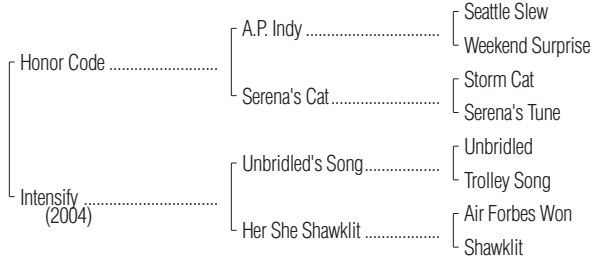 Seattle Slew
A.P. Indy ..............................
Weekend Surprise
Honor Code ........................
Storm Cat
Serena's Cat........................
Serena's Tune
Unbridled
Unbridled's Song.................
Trolley Song
Intensify ..............................
(2004)
Air Forbes Won
Her She Shawklit .................
Shawklit